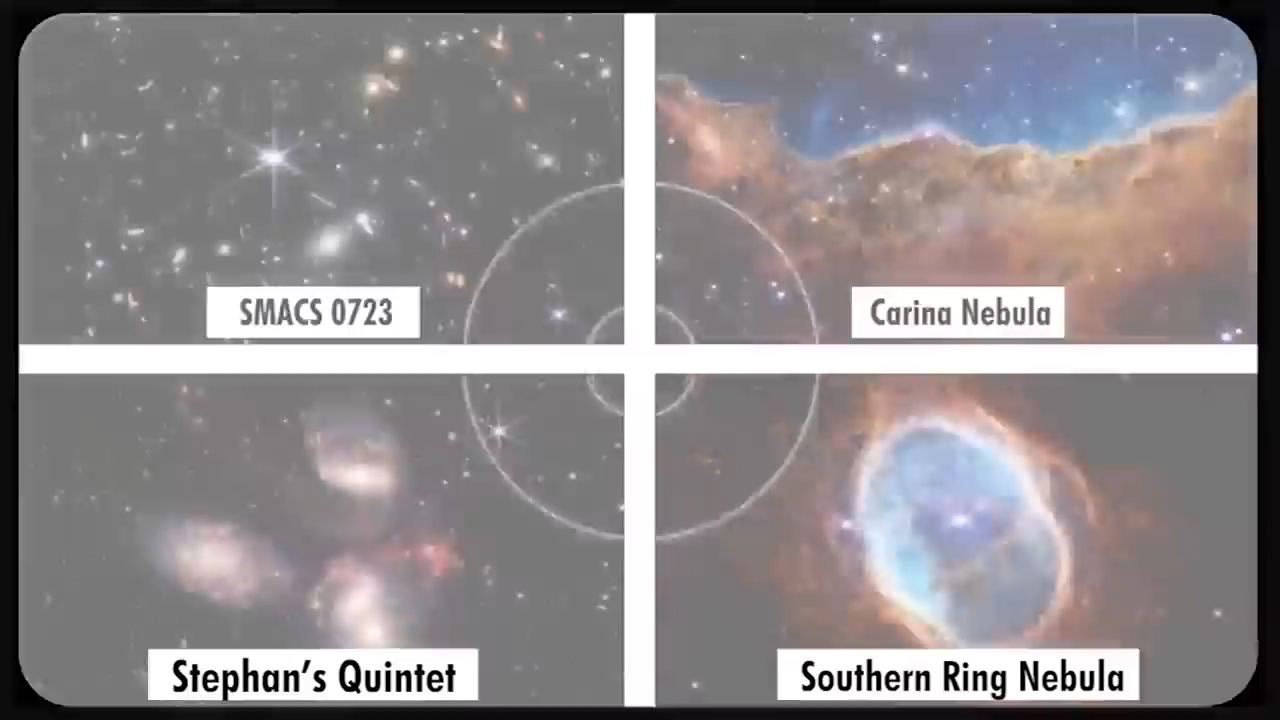 SMACS 0723
Carina Nebula
Stephan’s Quintet
Southern Ring Nebula